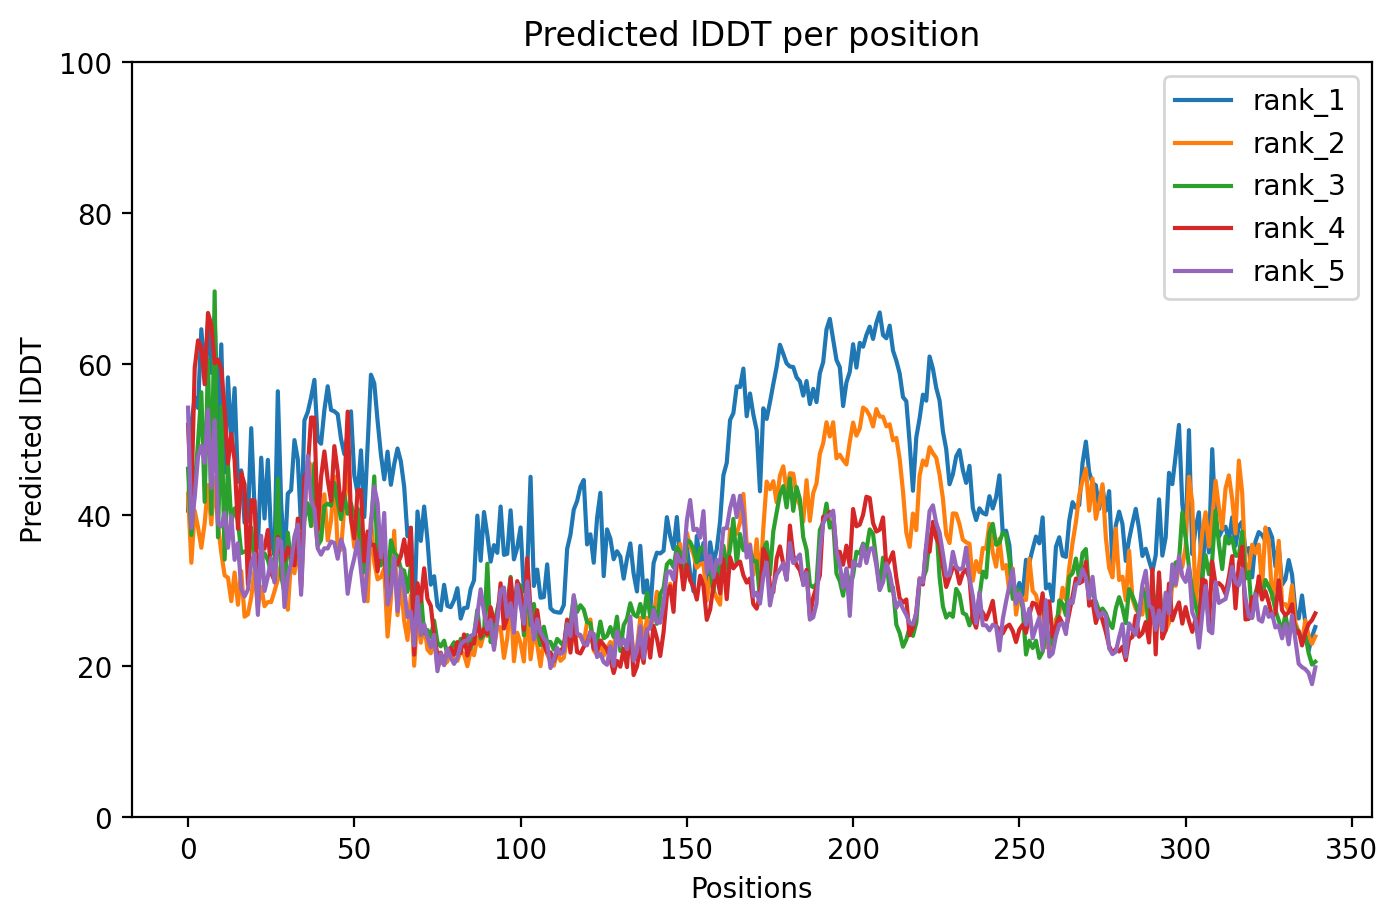 Predicted lDDT per position
100
80
60
40
20
0
Predicted lDDT
0 50 100 150 200 250 300 350
Positions
rank_1
rank_2
rank_3
rank_4
rank_5